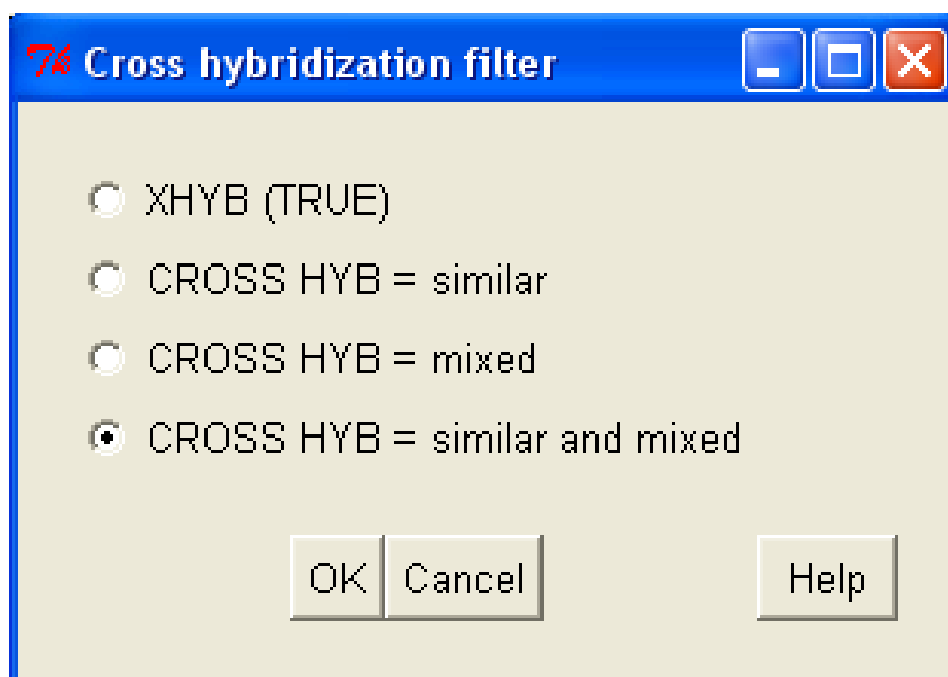 Cross hybridization filter
XHYB (TRUE)
CROSS HYB = similar
CROSS HYB = mixed
CROSS HYB = similar and mixed
OK Cancel Help